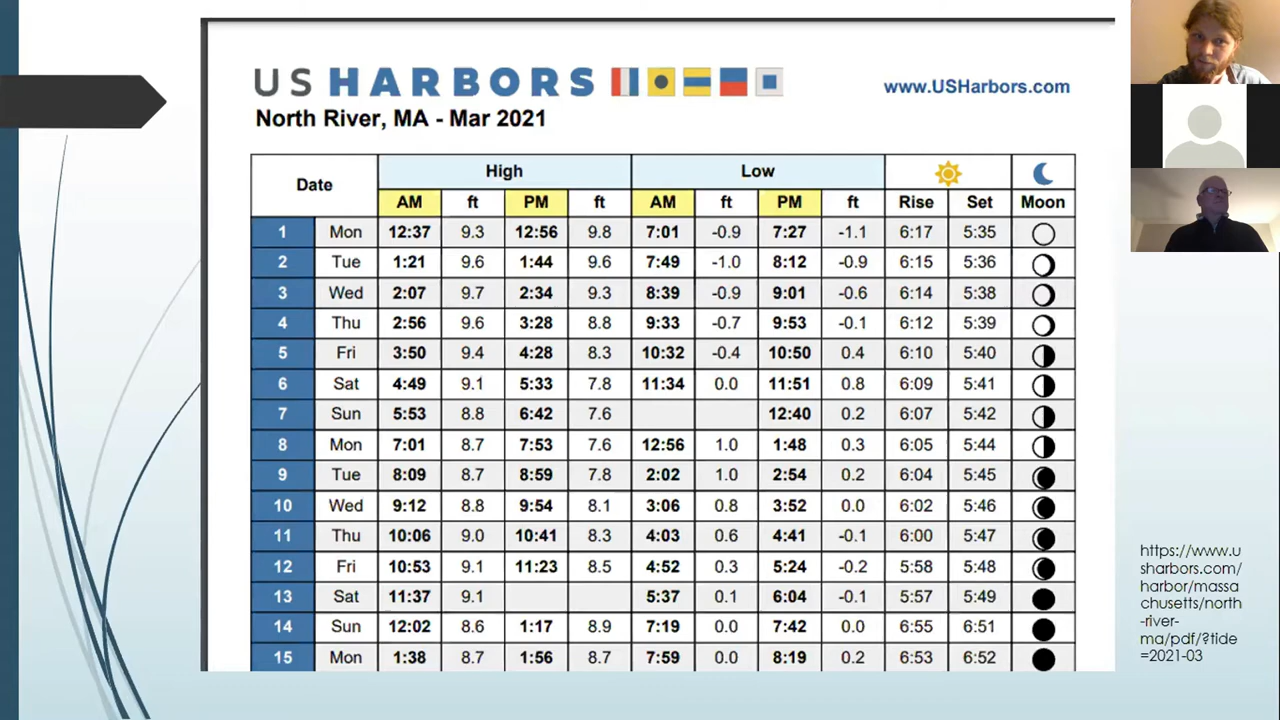 US HARBORS
www.USHarbors.com
North River, MA - Mar 2021
Date High Low
AM ft PM ft AM ft PM ft Rise Set Moon
1 Mon 12:37 9.3 12:56 9.8 7:01 -0.9 7:27 -1.1 6:17 5:35
2 Tue 1:21 9.6 1:44 9.6 7:49 -1.0 8:12 -0.9 6:15 5:36
3 Wed 2:07 9.7 2:34 9.3 8:39 -0.9 9:01 -0.6 6:14 5:38
4 Thu 2:56 9.6 3:28 8.8 9:33 -0.7 9:53 -0.1 6:12 5:39
5 Fri 3:50 9.4 4:28 8.3 10:32 -0.4 10:50 0.4 6:10 5:40
6 Sat 4:49 9.1 5:33 7.8 11:34 0.0 11:51 0.8 6:09 5:41
7 Sun 5:53 8.8 6:42 7.6 12:40 0.2 6:07 5:42
8 Mon 7:01 8.7 7:53 7.6 12:56 1.0 1:48 0.3 6:05 5:44
9 Tue 8:09 8.7 8:59 7.8 2:02 1.0 2:54 0.2 6:04 5:45
10 Wed 9:12 8.8 9:54 8.1 3:06 0.8 3:52 0.0 6:02 5:46
11 Thu 10:06 9.0 10:41 8.3 4:03 0.6 4:41 -0.1 6:00 5:47
12 Fri 10:53 9.1 11:23 8.5 4:52 0.3 5:24 -0.2 5:58 5:48
13 Sat 11:37 9.1 5:37 0.1 6:04 -0.1 5:57 5:49
14 Sun 12:02 8.6 1:17 8.9 7:19 0.0 7:42 0.0 6:55 6:51
15 Mon 1:38 8.7 1:56 8.7 7:59 0.0 8:19 0.2 6:53 6:52
https://www.u
sharbors.com/
harbor/massa
chusetts/north
-river-
ma/pdf/?tide
=2021-03